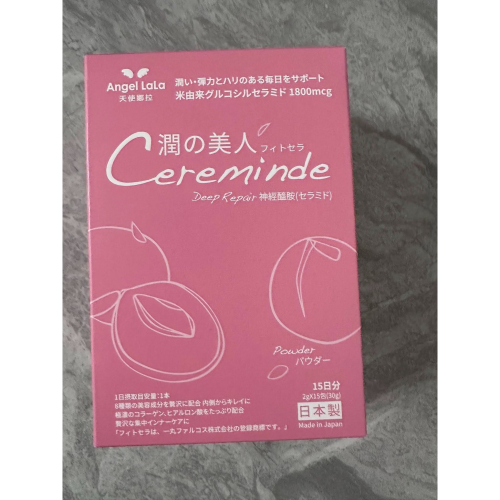 Angel LaLa
天使娜拉
潤い・弾力とハリのある毎日をサポート
米由来グルコシルセラミド 1800mcg
潤の美人 フィトセラ
Cereminde
Deep Repair 神經醯胺(セラミド)
Powder
パウダー
1日摂取目安量:1本
8種類の美容成分を贅沢に配合 内側からキレイに
極潤のコラーゲン、ヒアルロン酸をたっぷり配合
贅沢な集中インナーケアに
「フィトセラは、一丸ファルコス株式会社の登録商標です。」
15日分
2gX15包(30g)
日本製
Made in Japan